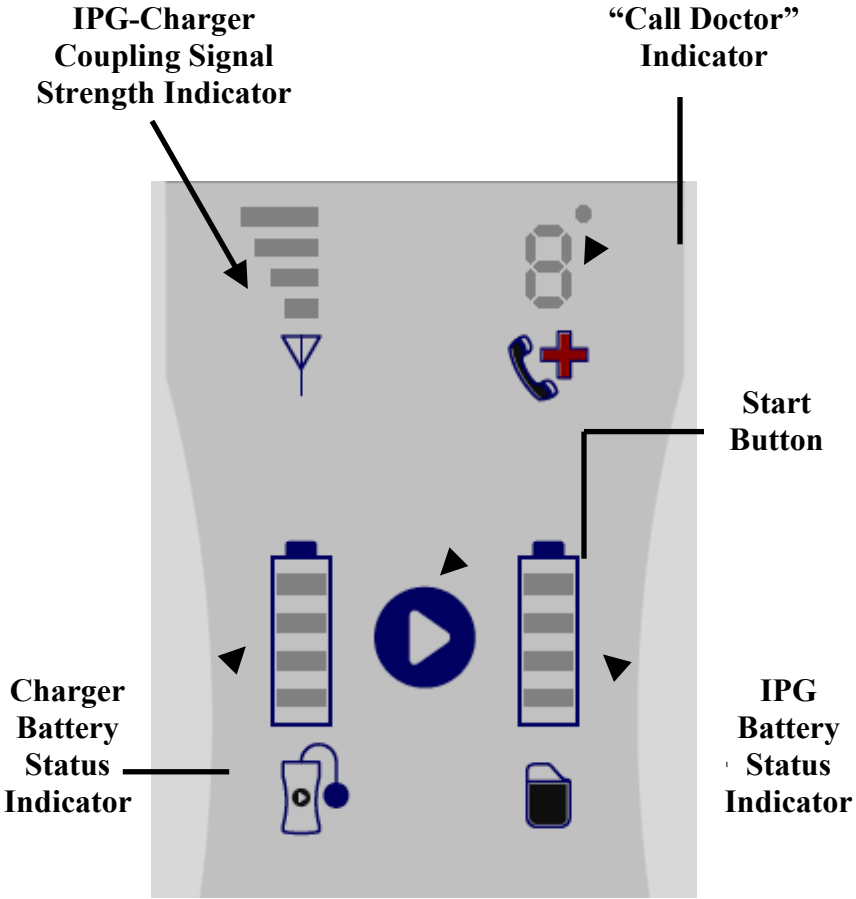 IPG-Charger
Coupling Signal
Strength Indicator
“Call Doctor”
Indicator
8
Start
Button
Charger
Battery
Status
Indicator
IPG
Battery
Status
Indicator